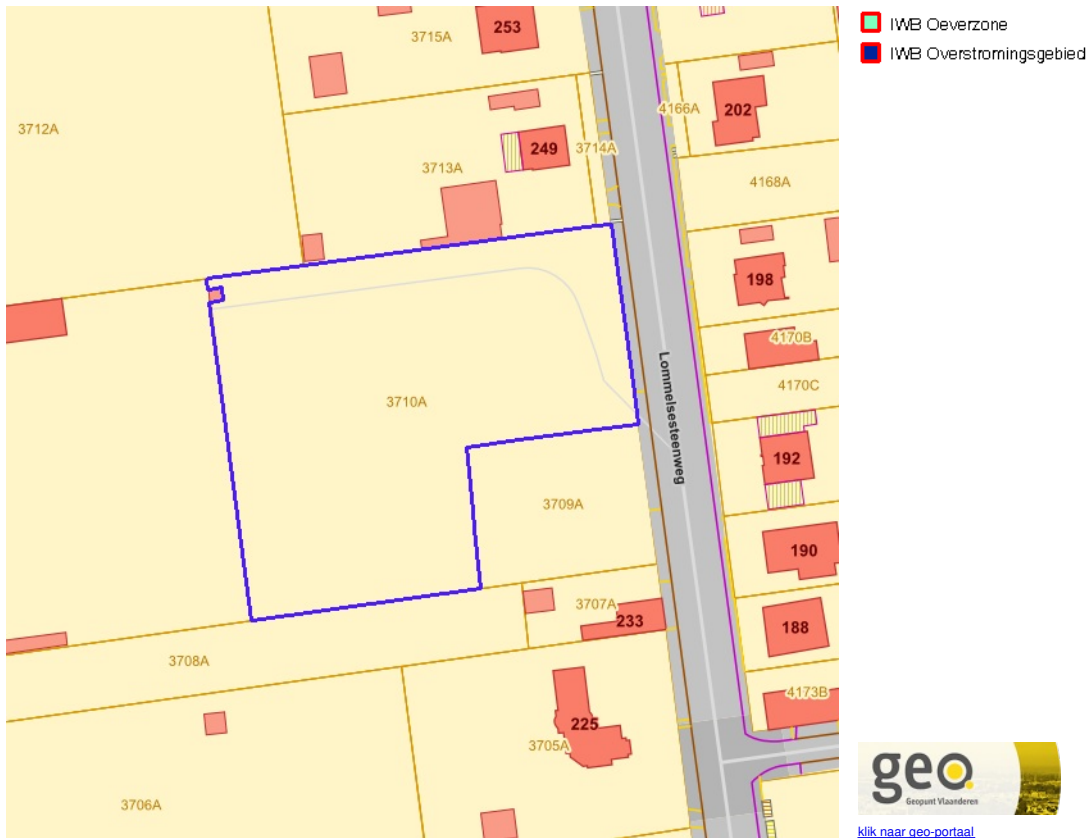 IWB Oeverzone
IWB Overstromingsgebied
3715A
253
3712A
4166A
202
249
3714A
3713A
4168A
198
4170B
4170C
3710A
Lommelsesteenweg
192
3709A
190
3707A
233
188
3708A
4173B
225
3705A
3706A
geo
Geopunt Vlaanderen
klik naar geo-portaal